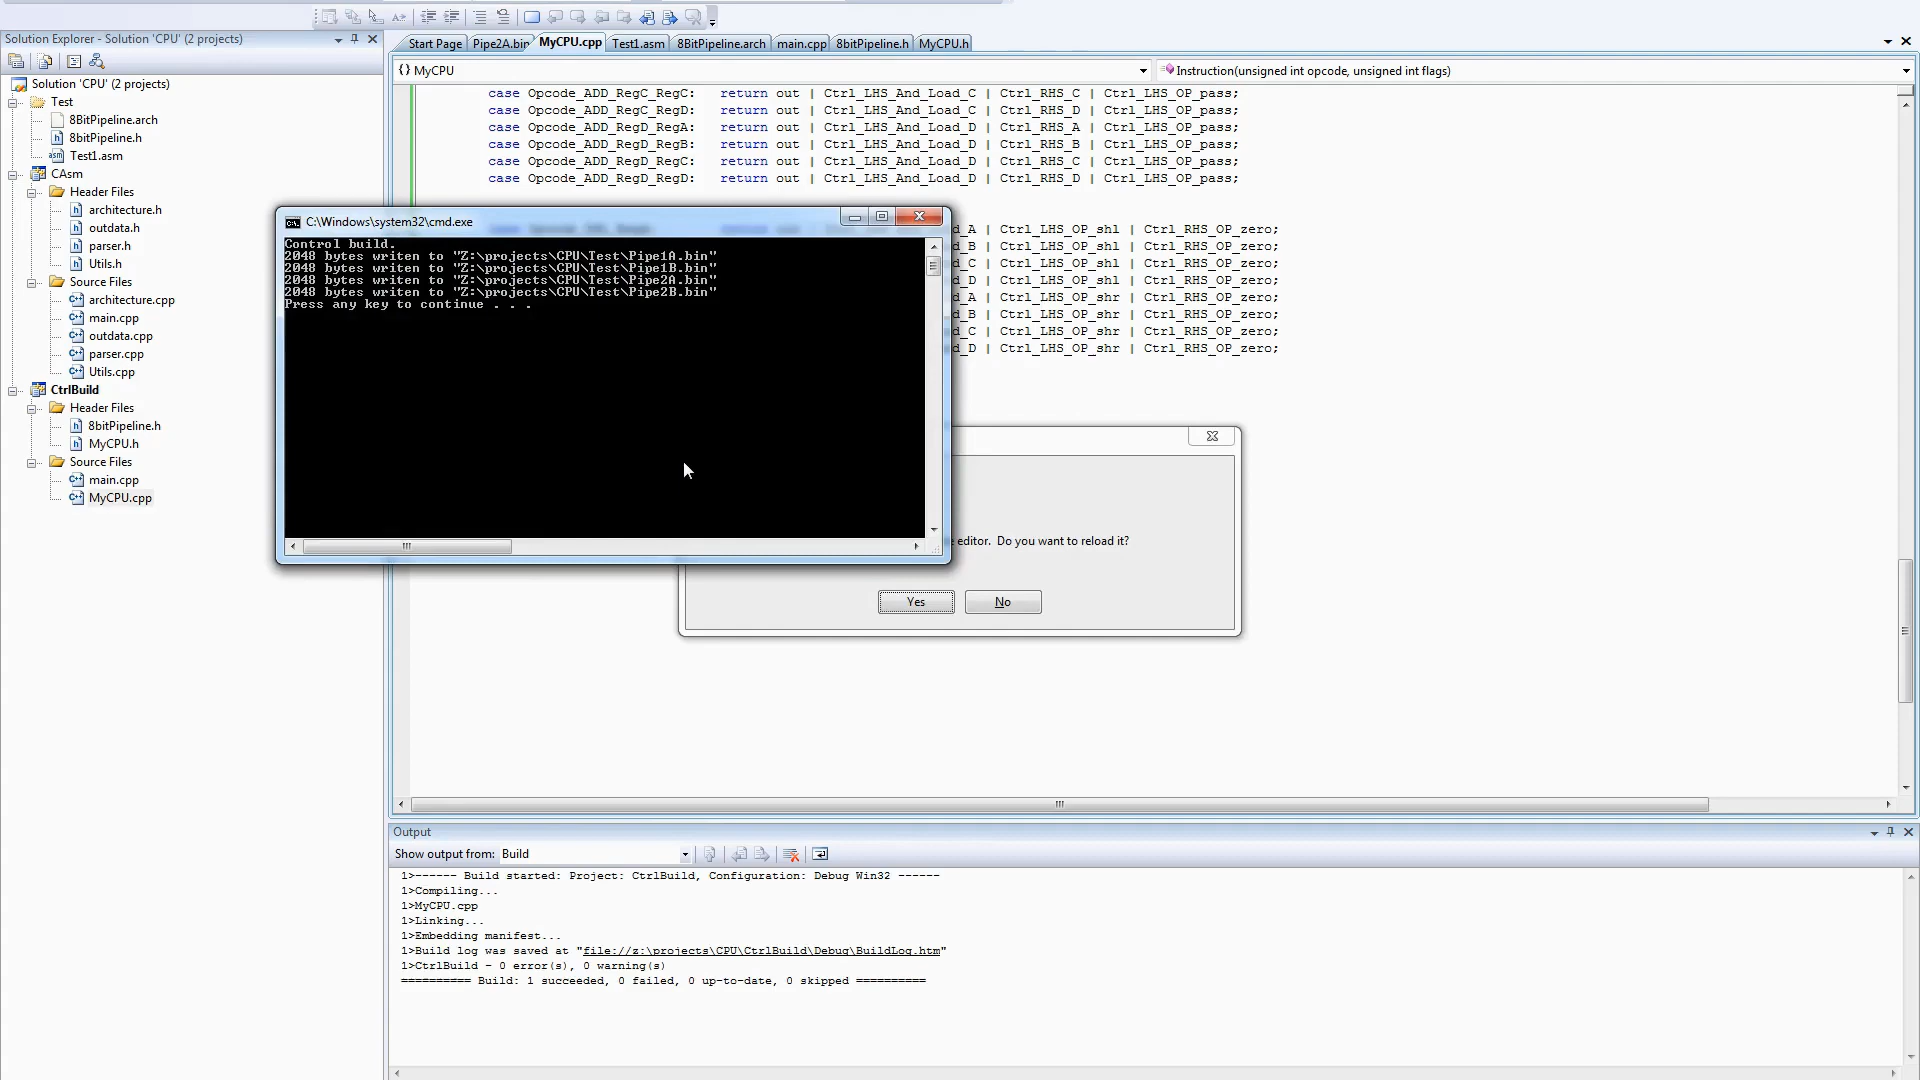 Solution Explorer - Solution 'CPU' (2 projects)
Solution 'CPU' (2 projects)
Test
8BitPipeline.arch
8bitPipeline.h
Test1.asm
CAsm
Header Files
architecture.h
outdata.h
parser.h
Utils.h
Source Files
architecture.cpp
main.cpp
outdata.cpp
parser.cpp
Utils.cpp
CtrlBuild
Header Files
8bitPipeline.h
MyCPU.h
Source Files
main.cpp
MyCPU.cpp
Start Page Pipe2A.bin MyCPU.cpp Test1.asm 8BitPipeline.arch main.cpp 8bitPipeline.h MyCPU.h
{} MyCPU Instruction(unsigned int opcode, unsigned int flags)
case Opcode_ADD_RegC_RegC: return out | Ctrl_LHS_And_Load_C | Ctrl_RHS_C | Ctrl_LHS_OP_pass;
case Opcode_ADD_RegC_RegD: return out | Ctrl_LHS_And_Load_C | Ctrl_RHS_D | Ctrl_LHS_OP_pass;
case Opcode_ADD_RegD_RegA: return out | Ctrl_LHS_And_Load_D | Ctrl_RHS_A | Ctrl_LHS_OP_pass;
case Opcode_ADD_RegD_RegB: return out | Ctrl_LHS_And_Load_D | Ctrl_RHS_B | Ctrl_LHS_OP_pass;
case Opcode_ADD_RegD_RegC: return out | Ctrl_LHS_And_Load_D | Ctrl_RHS_C | Ctrl_LHS_OP_pass;
case Opcode_ADD_RegD_RegD: return out | Ctrl_LHS_And_Load_D | Ctrl_RHS_D | Ctrl_LHS_OP_pass;
d_A | Ctrl_LHS_OP_shl | Ctrl_RHS_OP_zero;
d_B | Ctrl_LHS_OP_shl | Ctrl_RHS_OP_zero;
d_C | Ctrl_LHS_OP_shl | Ctrl_RHS_OP_zero;
d_D | Ctrl_LHS_OP_shl | Ctrl_RHS_OP_zero;
d_A | Ctrl_LHS_OP_shr | Ctrl_RHS_OP_zero;
d_B | Ctrl_LHS_OP_shr | Ctrl_RHS_OP_zero;
d_C | Ctrl_LHS_OP_shr | Ctrl_RHS_OP_zero;
d_D | Ctrl_LHS_OP_shr | Ctrl_RHS_OP_zero;
C:\Windows\system32\cmd.exe
Control build.
2048 bytes writen to "Z:\projects\CPU\Test\Pipe1A.bin"
2048 bytes writen to "Z:\projects\CPU\Test\Pipe1B.bin"
2048 bytes writen to "Z:\projects\CPU\Test\Pipe2A.bin"
2048 bytes writen to "Z:\projects\CPU\Test\Pipe2B.bin"
Press any key to continue . . .
editor. Do you want to reload it?
Yes No
Output
Show output from: Build
1>------ Build started: Project: CtrlBuild, Configuration: Debug Win32 ------
1>Compiling...
1>MyCPU.cpp
1>Linking...
1>Embedding manifest...
1>Build log was saved at "file://z:\projects\CPU\CtrlBuild\Debug\BuildLog.htm"
1>CtrlBuild - 0 error(s), 0 warning(s)
========== Build: 1 succeeded, 0 failed, 0 up-to-date, 0 skipped ==========